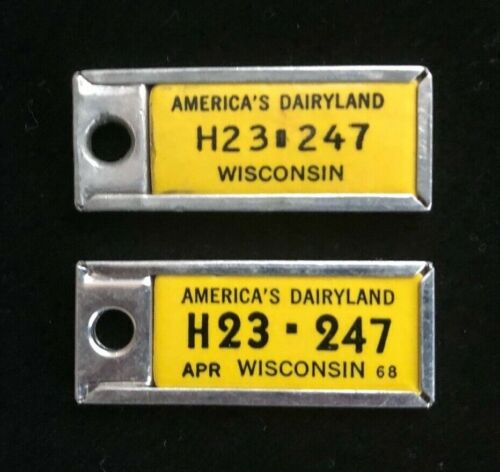 AMERICA'S DAIRYLAND
H23-247
WISCONSIN
AMERICA'S DAIRYLAND
H23 - 247
APR WISCONSIN 68